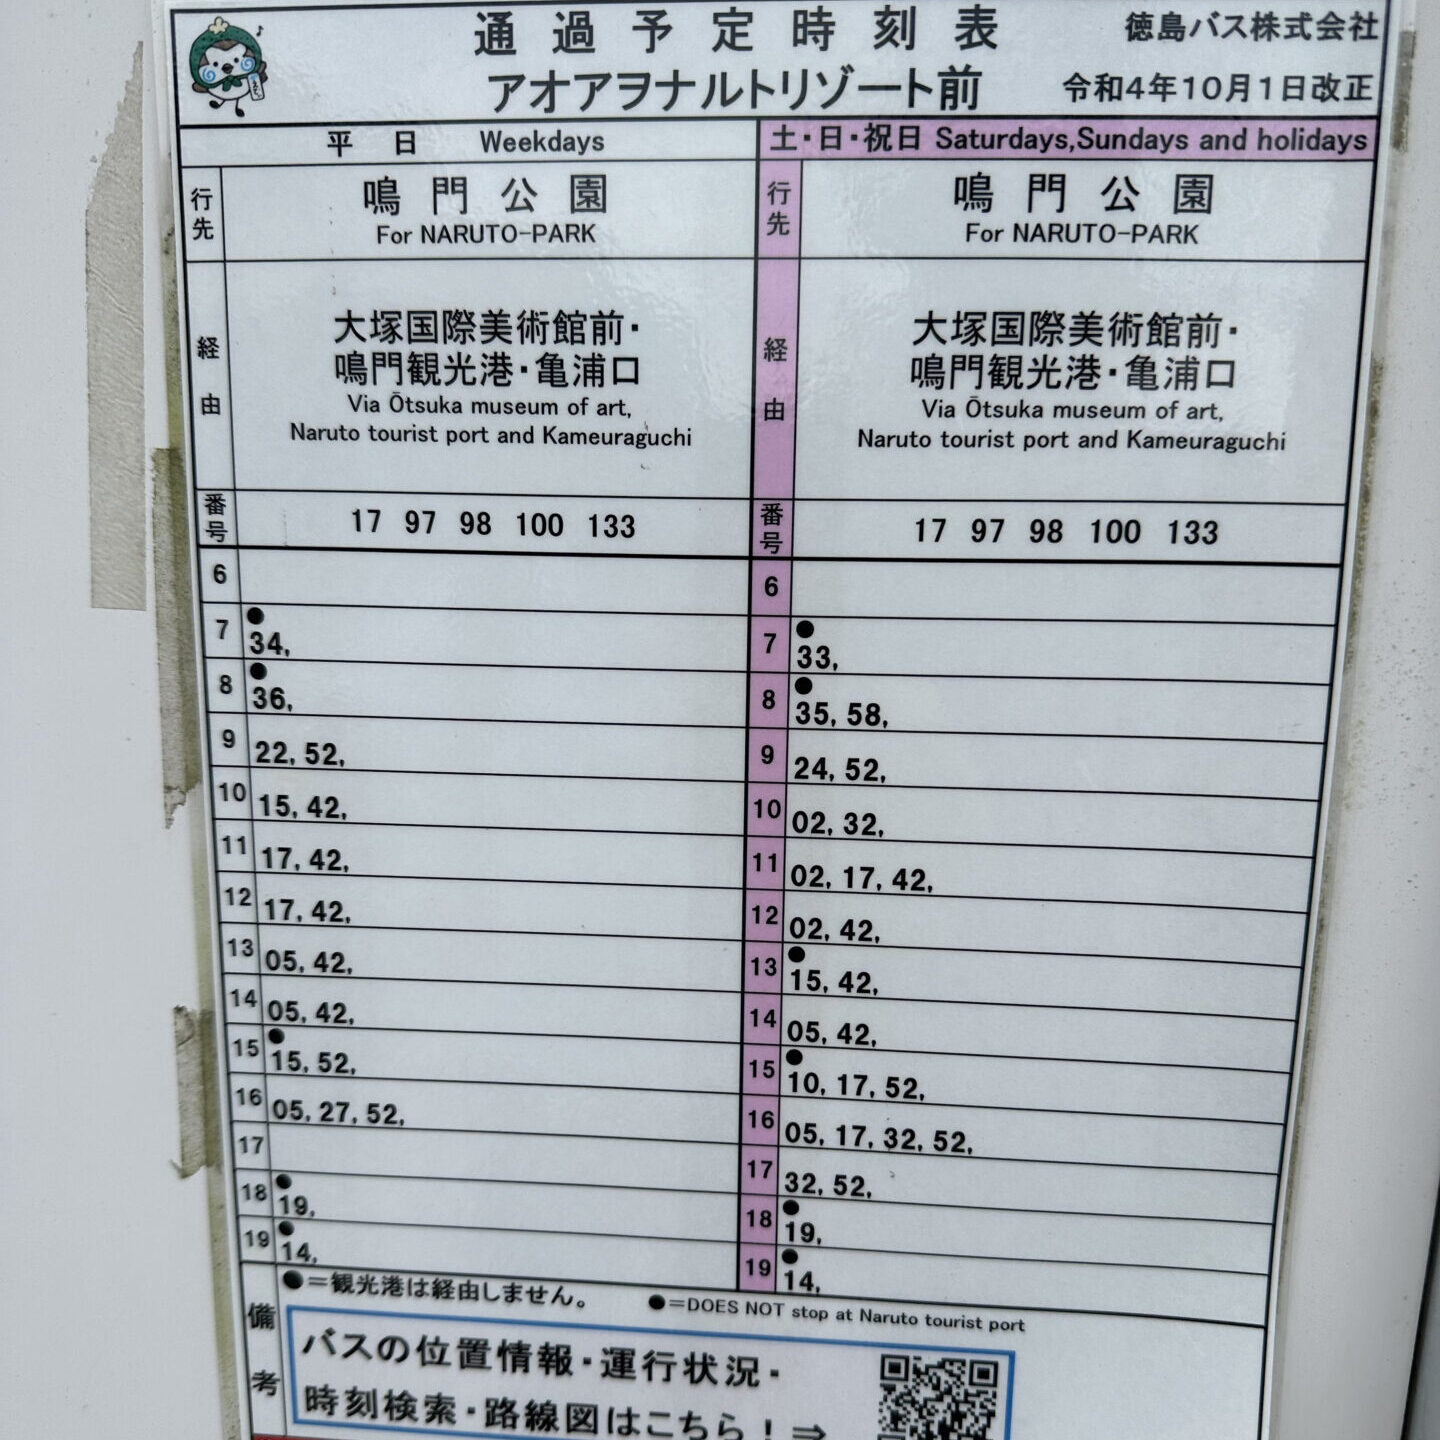 通過予定時刻表
徳島バス株式会社
アオアヲナルトリゾート前
令和4年10月1日改正
平日 Weekdays
土・日・祝日 Saturdays,Sundays and holidays
行先 鳴門公園
For NARUTO-PARK
行先 鳴門公園
For NARUTO-PARK
経由 大塚国際美術館前・
鳴門観光港・亀浦口
Via Ōtsuka museum of art,
Naruto tourist port and Kameuraguchi
経由 大塚国際美術館前・
鳴門観光港・亀浦口
Via Ōtsuka museum of art,
Naruto tourist port and Kameuraguchi
番号 17 97 98 100 133
番号 17 97 98 100 133
6
7 ●34,
8 ●36,
9 22, 52,
10 15, 42,
11 17, 42,
12 17, 42,
13 05, 42,
14 05, 42,
15 ●15, 52,
16 05, 27, 52,
17
18 ●19,
19 ●14,
6
7 ●33,
8 ●35, 58,
9 24, 52,
10 02, 32,
11 02, 17, 42,
12 02, 42,
13 ●15, 42,
14 05, 42,
15 ●10, 17, 52,
16 05, 17, 32, 52,
17 32, 52,
18 ●19,
19 ●14,
備考 ●=観光港は経由しません。 ●=DOES NOT stop at Naruto tourist port
バスの位置情報・運行状況・
時刻検索・路線図はこちら!⇒